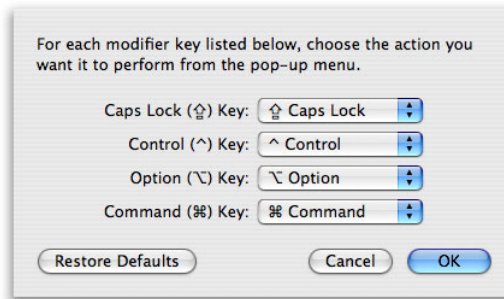 For each modifier key listed below, choose the action you
want it to perform from the pop-up menu.
Caps Lock (⇪) Key: ⇪ Caps Lock
Control (^) Key: ^ Control
Option (⌥) Key: ⌥ Option
Command (⌘) Key: ⌘ Command
Restore Defaults Cancel OK